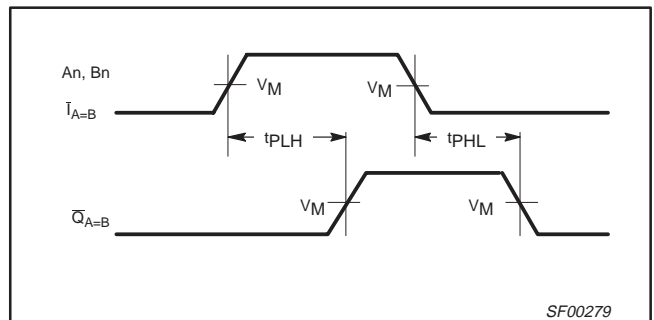 An, Bn
ĪA=B
VM
VM
tPLH
tPHL
Q̅A=B
VM
VM
SF00279